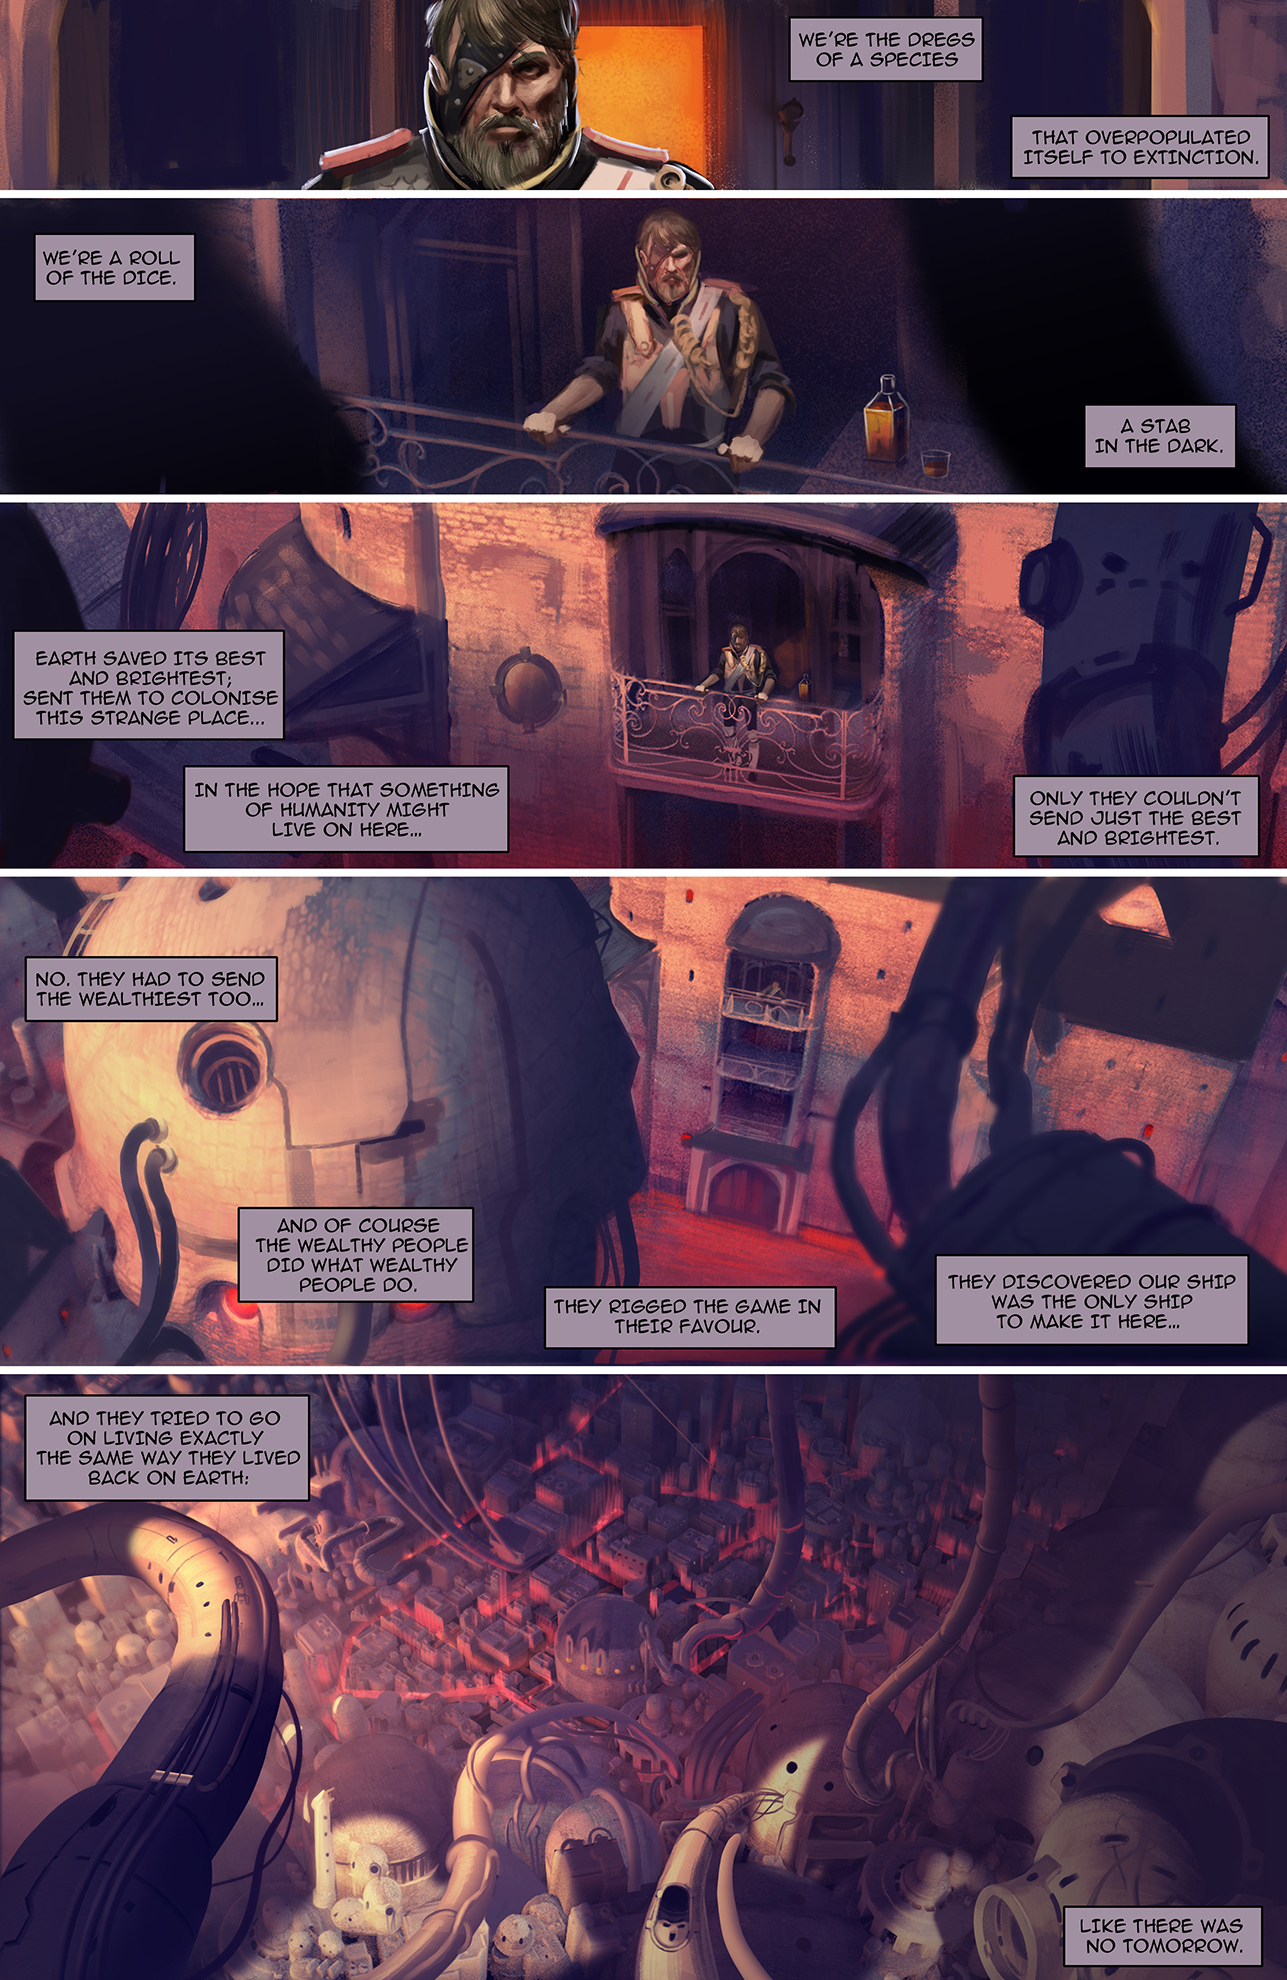 WE'RE THE DREGS
OF A SPECIES
THAT OVERPOPULATED
ITSELF TO EXTINCTION.
WE'RE A ROLL
OF THE DICE.
A STAB
IN THE DARK.
EARTH SAVED ITS BEST
AND BRIGHTEST;
SENT THEM TO COLONISE
THIS STRANGE PLACE...
IN THE HOPE THAT SOMETHING
OF HUMANITY MIGHT
LIVE ON HERE...
ONLY THEY COULDN'T
SEND JUST THE BEST
AND BRIGHTEST.
NO. THEY HAD TO SEND
THE WEALTHIEST TOO...
AND OF COURSE
THE WEALTHY PEOPLE
DID WHAT WEALTHY
PEOPLE DO.
THEY RIGGED THE GAME IN
THEIR FAVOUR.
THEY DISCOVERED OUR SHIP
WAS THE ONLY SHIP
TO MAKE IT HERE...
AND THEY TRIED TO GO
ON LIVING EXACTLY
THE SAME WAY THEY LIVED
BACK ON EARTH:
LIKE THERE WAS
NO TOMORROW.